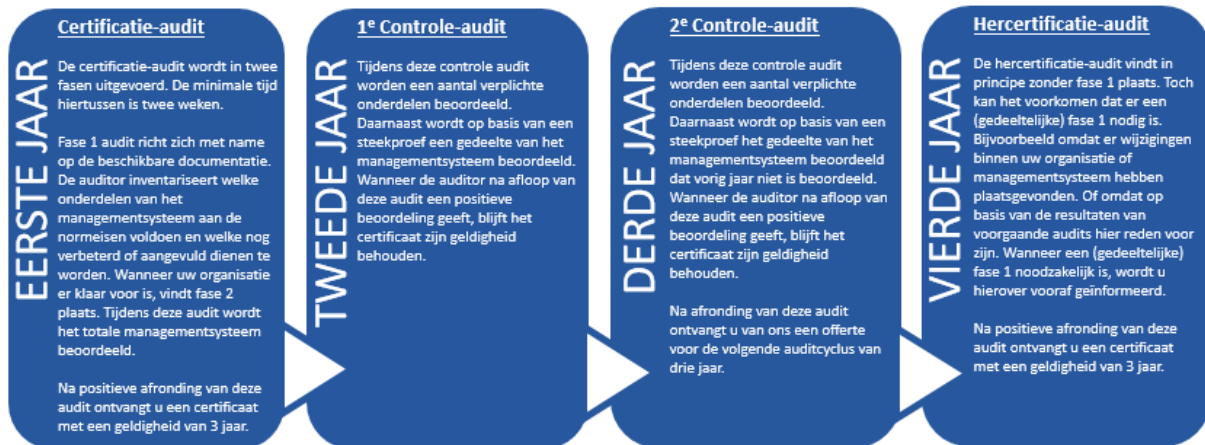 Certificatie-audit
EERSTE JAAR
De certificatie-audit wordt in twee
fasen uitgevoerd. De minimale tijd
hiertussen is twee weken.
Fase 1 audit richt zich met name
op de beschikbare documentatie.
De auditor inventariseert welke
onderdelen van het
managementsysteem aan de
normeisen voldoen en welke nog
verbeterd of aangevuld dienen te
worden. Wanneer uw organisatie
er klaar voor is, vindt fase 2
plaats. Tijdens deze audit wordt
het totale managementsysteem
beoordeeld.
Na positieve afronding van deze
audit ontvangt u een certificaat
met een geldigheid van 3 jaar.
1e Controle-audit
TWEEDE JAAR
Tijdens deze controle audit
worden een aantal verplichte
onderdelen beoordeeld.
Daarnaast wordt op basis van een
steekproef een gedeelte van het
managementsysteem beoordeeld.
Wanneer de auditor na afloop van
deze audit een positieve
beoordeling geeft, blijft het
certificaat zijn geldigheid
behouden.
2e Controle-audit
DERDE JAAR
Tijdens deze controle audit
worden een aantal verplichte
onderdelen beoordeeld.
Daarnaast wordt op basis van een
steekproef het gedeelte van het
managementsysteem beoordeeld
dat vorig jaar niet is beoordeeld.
Wanneer de auditor na afloop van
deze audit een positieve
beoordeling geeft, blijft het
certificaat zijn geldigheid
behouden.
Na afronding van deze audit
ontvangt u van ons een offerte
voor de volgende auditcyclus van
drie jaar.
Hercertificatie-audit
VIERDE JAAR
De hercertificatie-audit vindt in
principe zonder fase 1 plaats. Toch
kan het voorkomen dat er een
(gedeeltelijke) fase 1 nodig is.
Bijvoorbeeld omdat er wijzigingen
binnen uw organisatie of
managementsysteem hebben
plaatsgevonden. Of omdat op
basis van de resultaten van
voorgaande audits hier reden voor
zijn. Wanneer een (gedeeltelijke)
fase 1 noodzakelijk is, wordt u
hierover vooraf geïnformeerd.
Na positieve afronding van deze
audit ontvangt u een certificaat
met een geldigheid van 3 jaar.